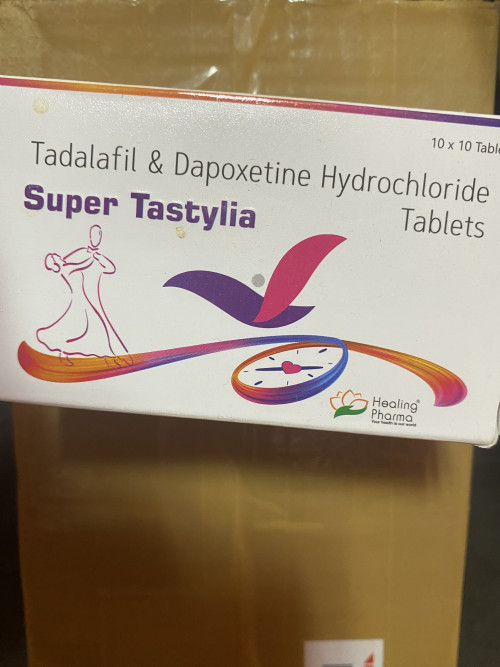 10 x 10 Table
Tadalafil & Dapoxetine Hydrochloride
Tablets
Super Tastylia
Healing®
Pharma
Your health is our world